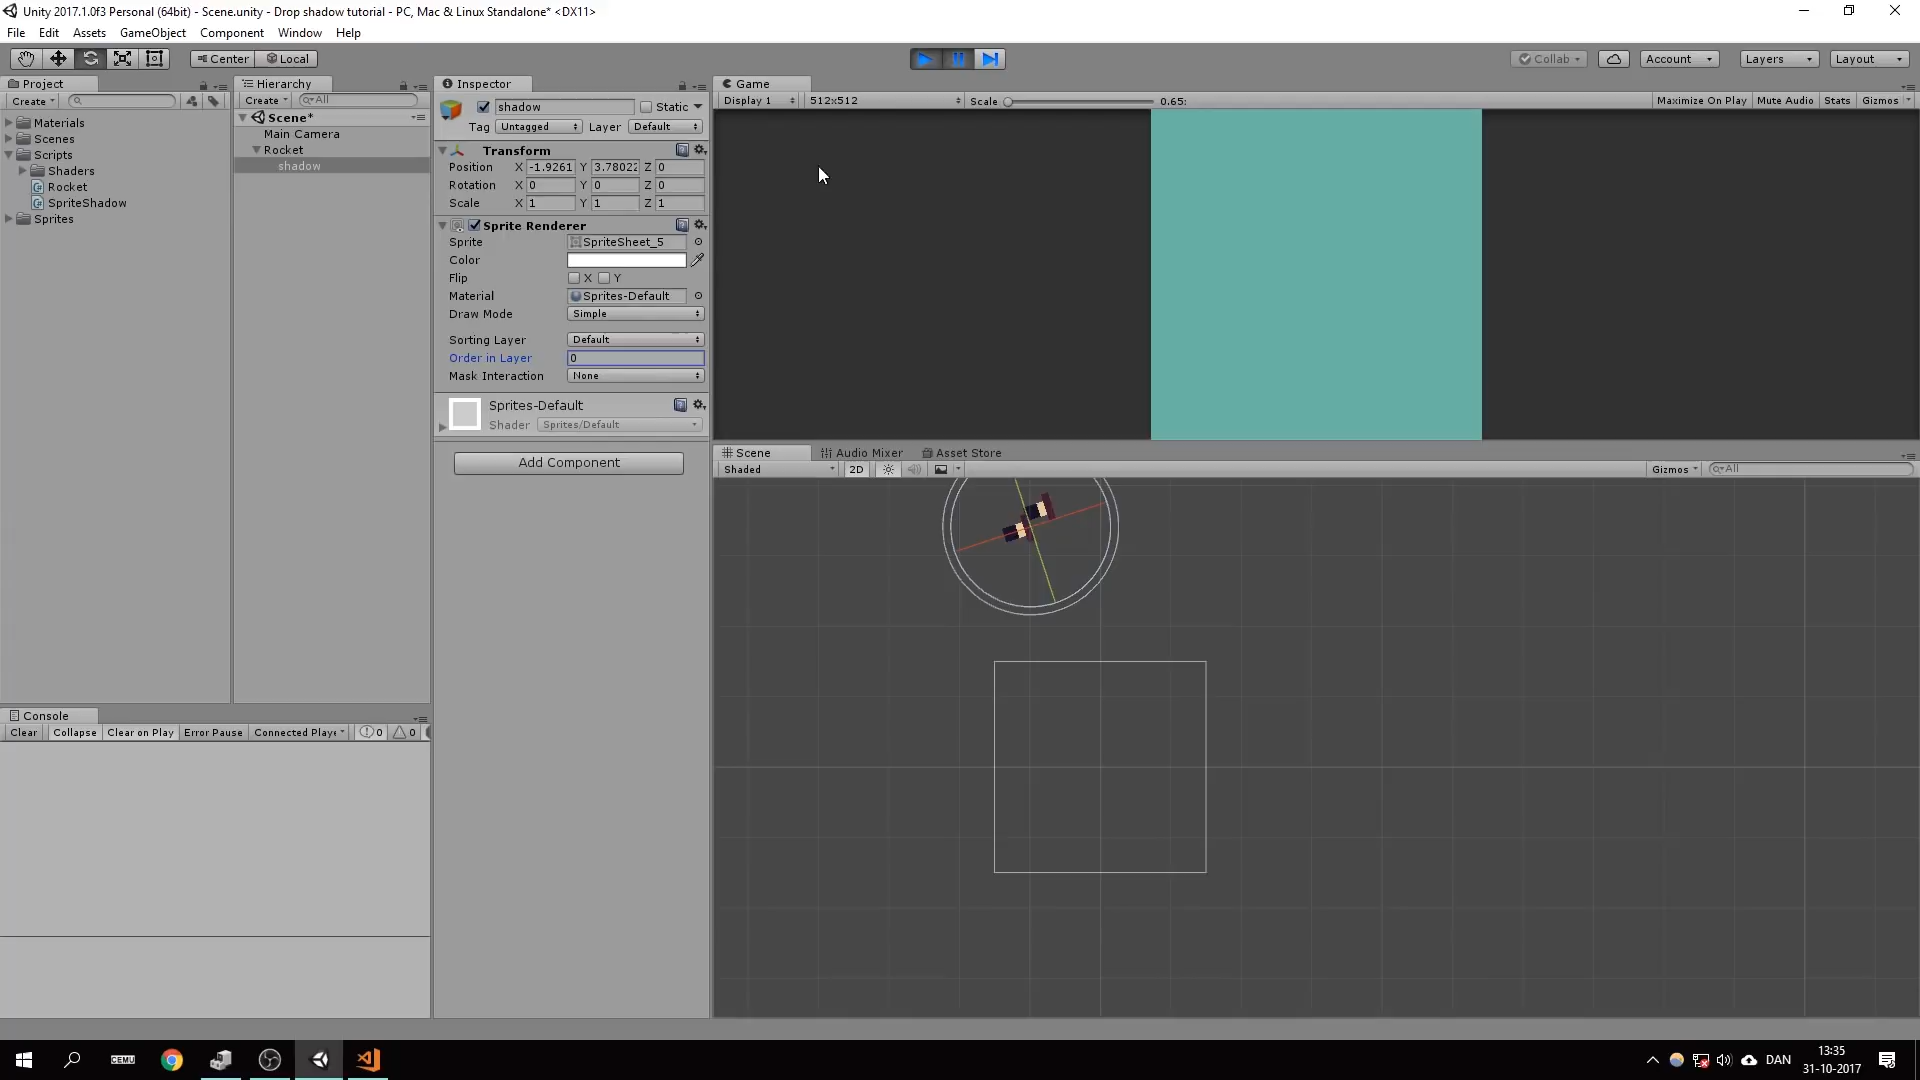 Unity 2017.1.0f3 Personal (64bit) - Scene.unity - Drop shadow tutorial - PC, Mac & Linux Standalone* <DX11>
File Edit Assets GameObject Component Window Help
Center Local Collab Account Layers Layout
Project Hierarchy Inspector Game
Create Create All shadow Static Display 1 512x512 Scale 0.65: Maximize On Play Mute Audio Stats Gizmos
Materials Scene* Tag Untagged Layer Default
Scenes Main Camera
Scripts Rocket Transform
Shaders shadow Position X -1.9261 Y 3.78022 Z 0
Rocket Rotation X 0 Y 0 Z 0
SpriteShadow Scale X 1 Y 1 Z 1
Sprites
Sprite Renderer
Sprite SpriteSheet_5
Color
Flip X Y
Material Sprites-Default
Draw Mode Simple
Sorting Layer Default
Order in Layer 0
Mask Interaction None
Sprites-Default
Shader Sprites/Default
Add Component
Scene Audio Mixer Asset Store
Shaded 2D Gizmos All
Console
Clear Collapse Clear on Play Error Pause Connected Playe 0 0
CEMU DAN 13:35
31-10-2017